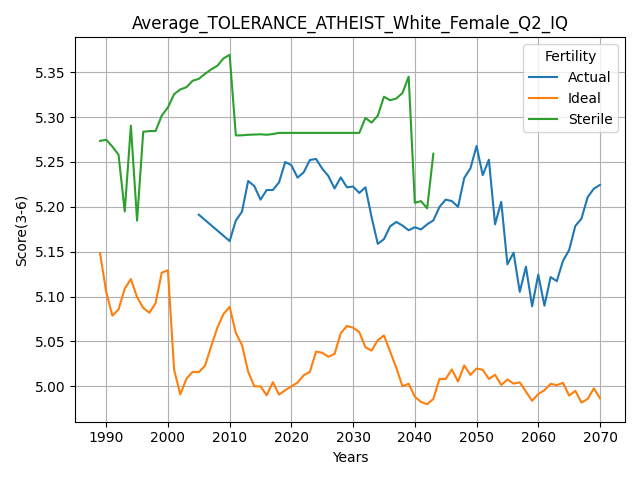 Average_TOLERANCE_ATHEIST_White_Female_Q2_IQ
Fertility
Actual
Ideal
Sterile
Score(3-6)
5.35
5.30
5.25
5.20
5.15
5.10
5.05
5.00
1990 2000 2010 2020 2030 2040 2050 2060 2070
Years